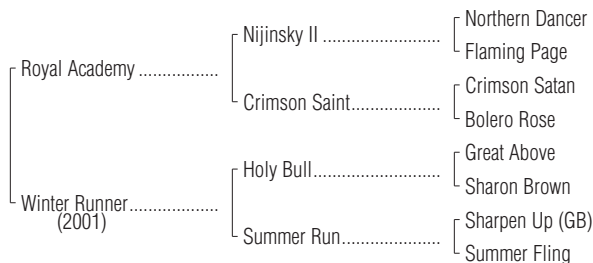 Northern Dancer
Nijinsky II ..........................
Flaming Page
Royal Academy .................
Crimson Satan
Crimson Saint....................
Bolero Rose
Great Above
Holy Bull............................
Sharon Brown
Winter Runner...................
(2001)
Sharpen Up (GB)
Summer Run......................
Summer Fling